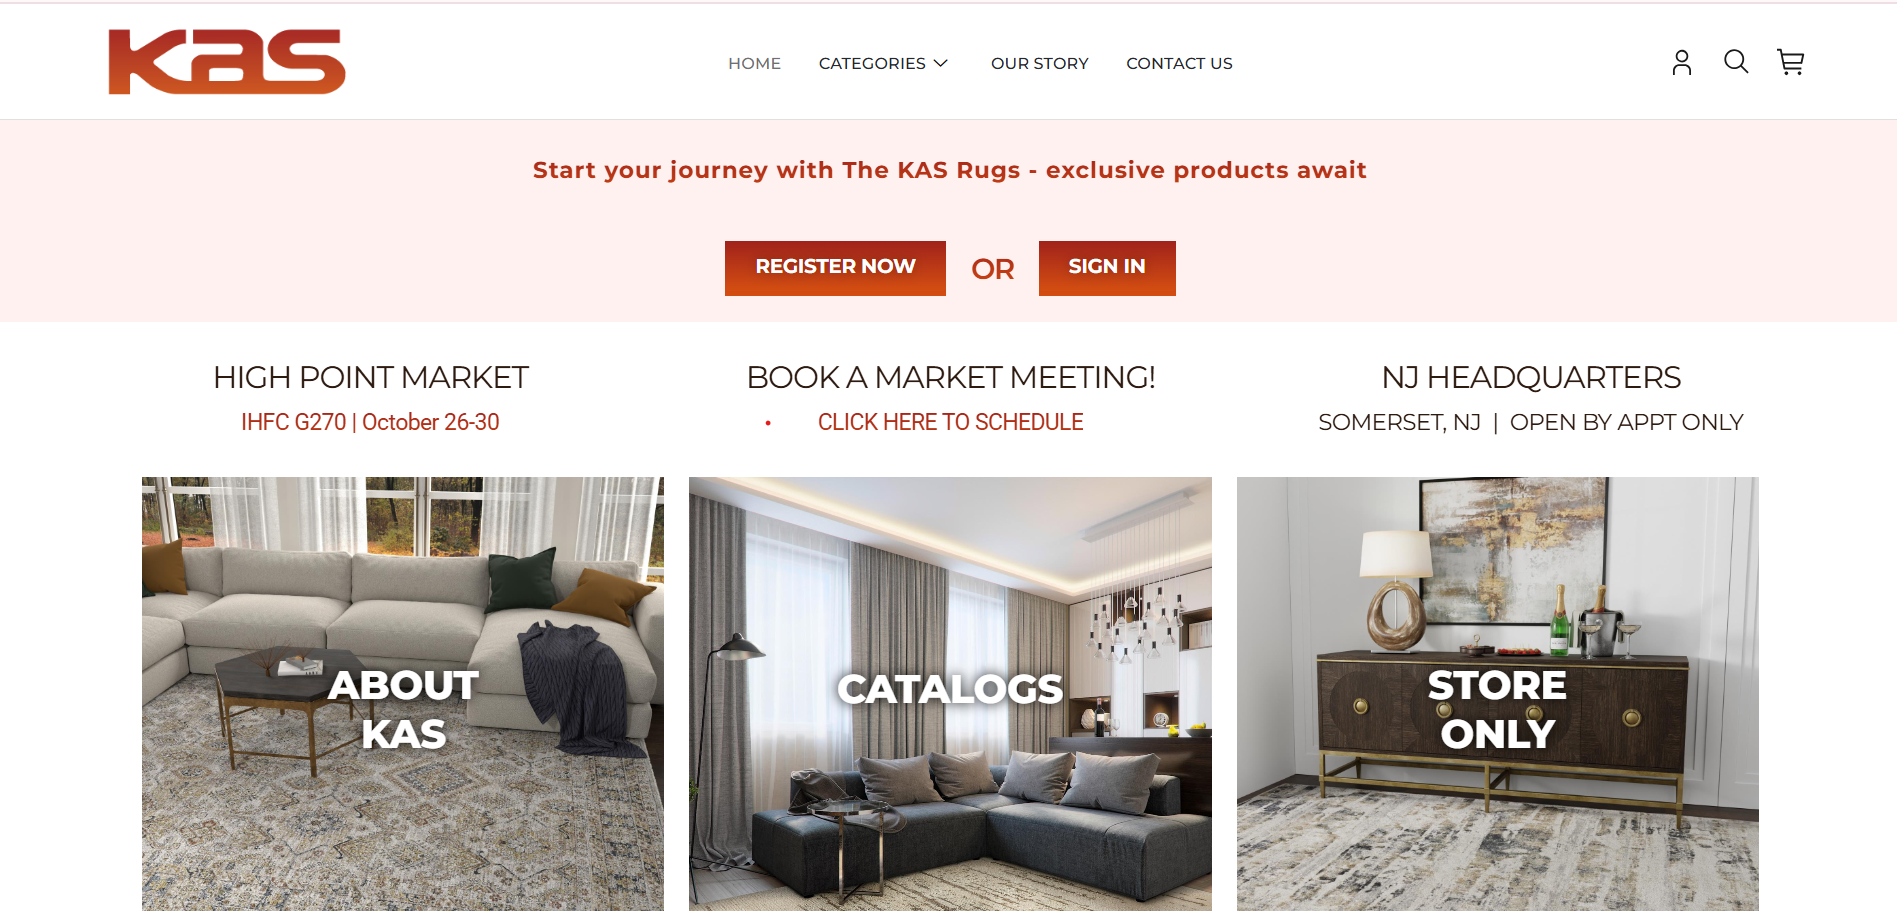 KAS
HOME
CATEGORIES
OUR STORY
CONTACT US
Start your journey with The KAS Rugs - exclusive products await
REGISTER NOW
OR
SIGN IN
HIGH POINT MARKET
IHFC G270 | October 26-30
BOOK A MARKET MEETING!
• CLICK HERE TO SCHEDULE
NJ HEADQUARTERS
SOMERSET, NJ | OPEN BY APPT ONLY
ABOUT
KAS
CATALOGS
STORE
ONLY